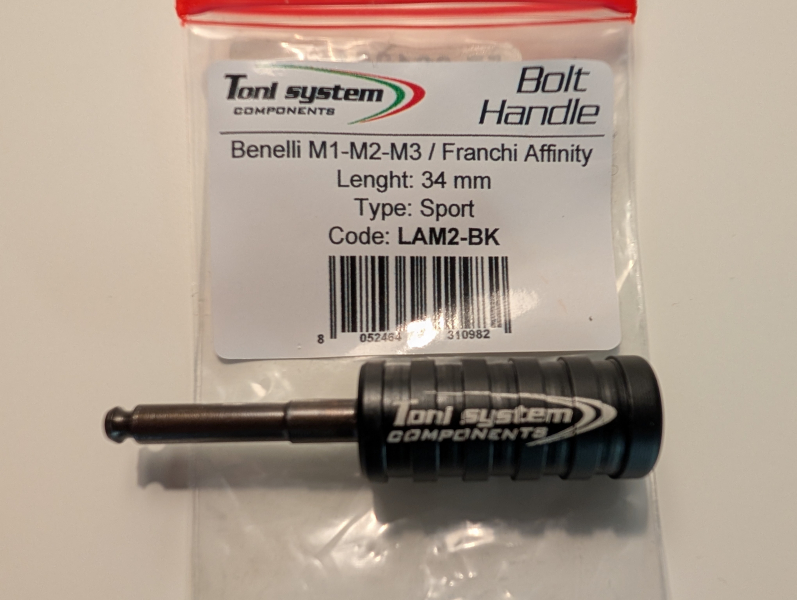 Toni system
COMPONENTS
Bolt
Handle
Benelli M1-M2-M3 / Franchi Affinity
Lenght: 34 mm
Type: Sport
Code: LAM2-BK
8 052464 310982
Toni system
COMPONENTS